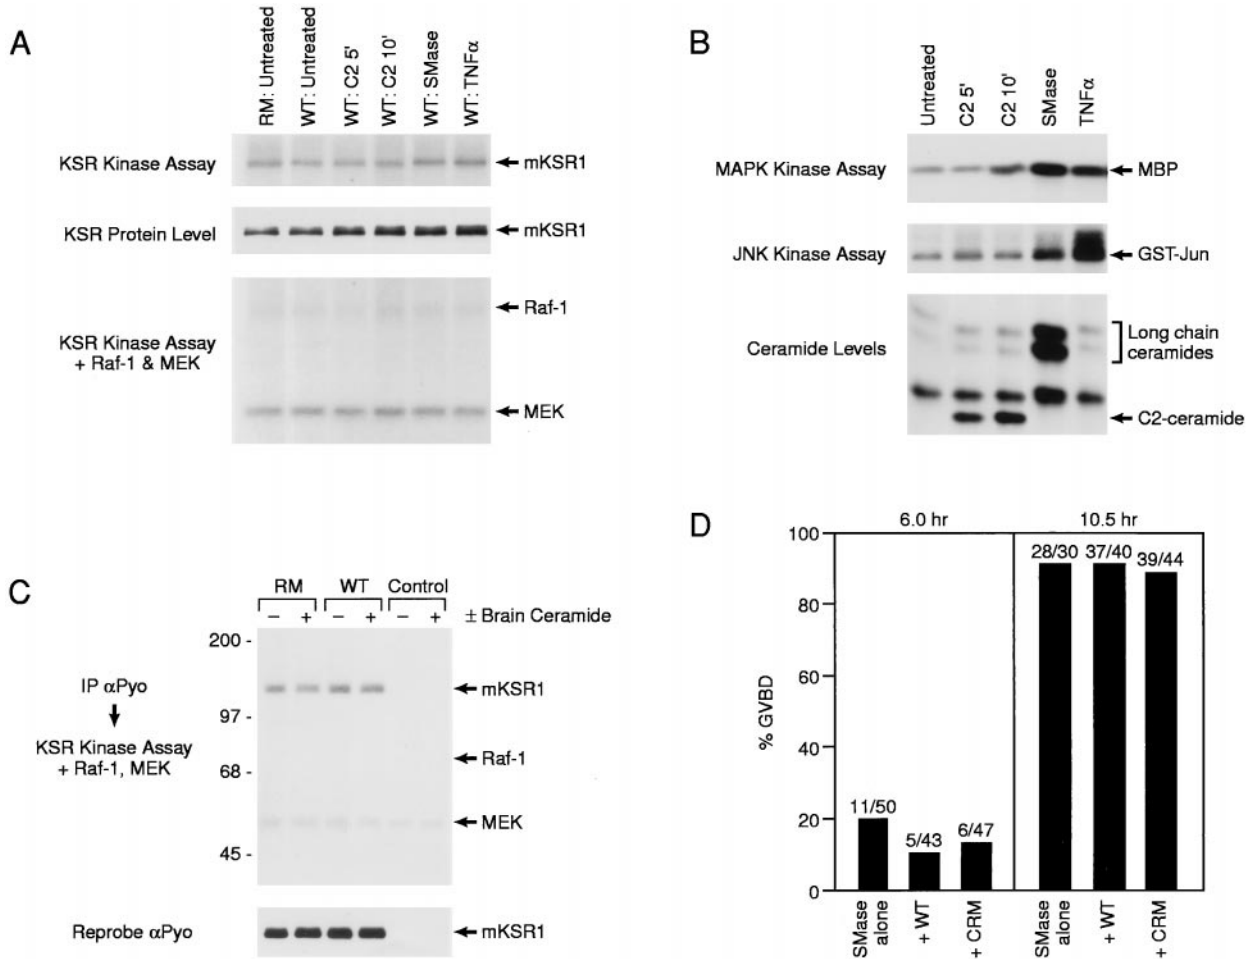 A
RM: Untreated
WT: Untreated
WT: C2 5'
WT: C2 10'
WT: SMase
WT: TNFα
KSR Kinase Assay
mKSR1
KSR Protein Level
mKSR1
KSR Kinase Assay
+ Raf-1 & MEK
Raf-1
MEK
B
Untreated
C2 5'
C2 10'
SMase
TNFα
MAPK Kinase Assay
MBP
JNK Kinase Assay
GST-Jun
Ceramide Levels
Long chain
ceramides
C2-ceramide
C
RM WT Control
– + – + – + ± Brain Ceramide
200 -
97 -
68 -
45 -
IP αPyo
KSR Kinase Assay
+ Raf-1, MEK
mKSR1
Raf-1
MEK
Reprobe αPyo
mKSR1
D
6.0 hr 10.5 hr
% GVBD
100
80
60
40
20
0
11/50
5/43
6/47
28/30
37/40
39/44
SMase
alone
+ WT
+ CRM
SMase
alone
+ WT
+ CRM